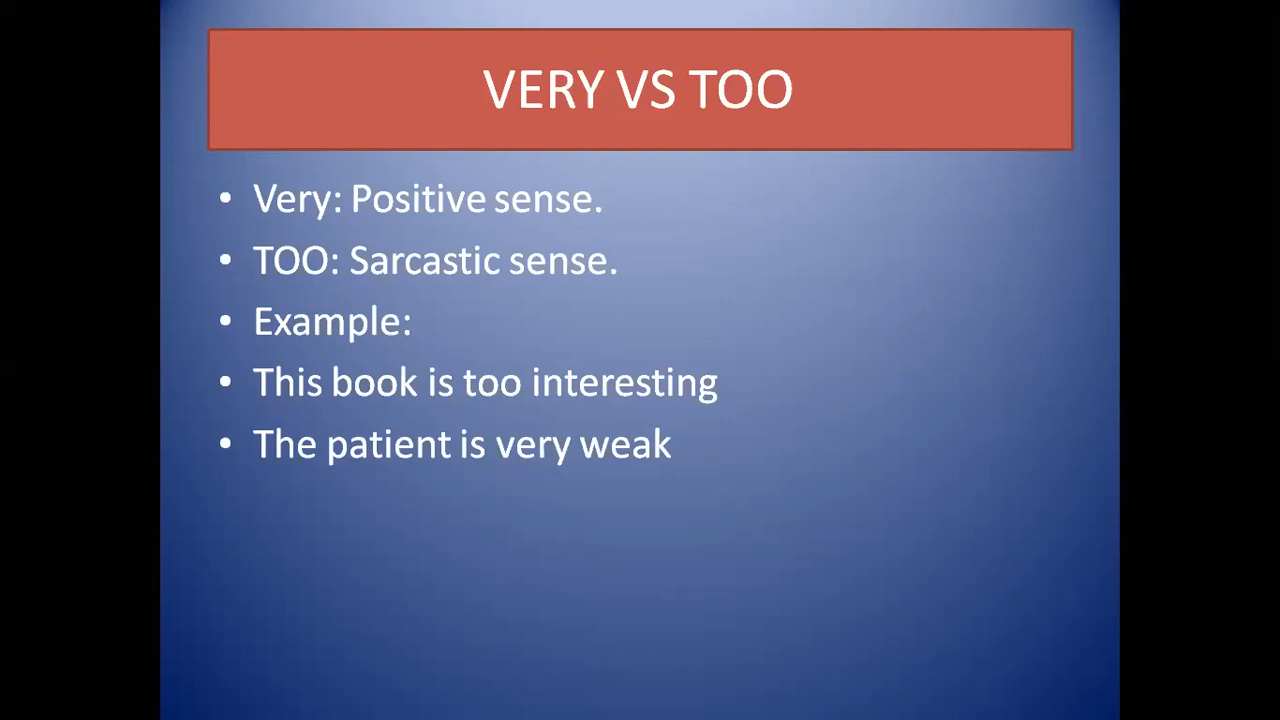 VERY VS TOO
• Very: Positive sense.
• TOO: Sarcastic sense.
• Example:
• This book is too interesting
• The patient is very weak